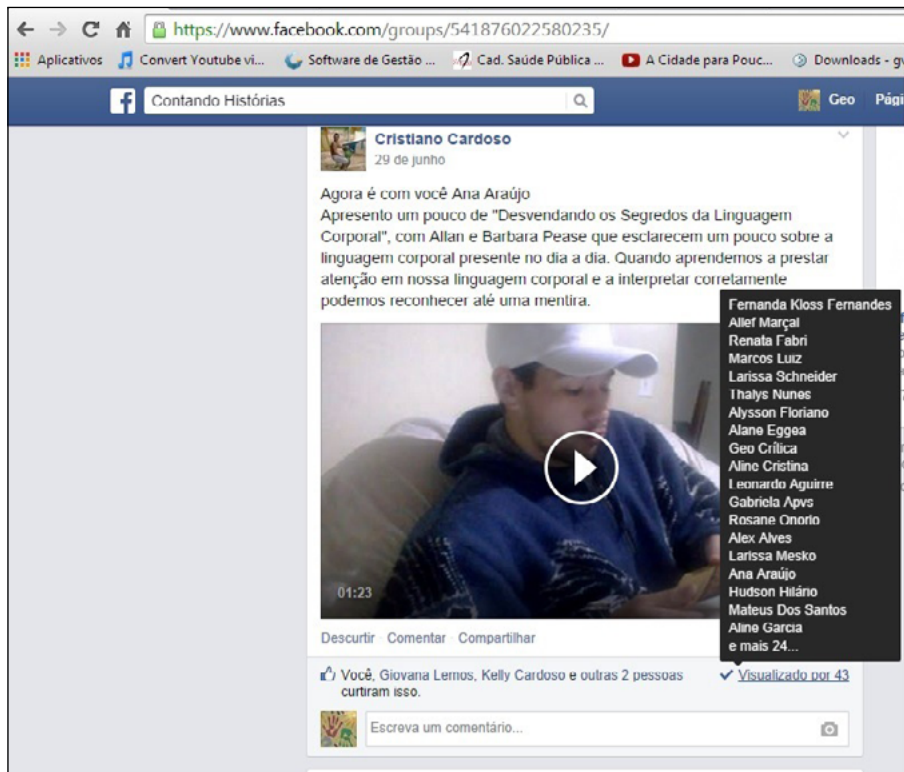 https://www.facebook.com/groups/541876022580235/
Aplicativos Convert Youtube vi... Software de Gestão ... Cad. Saúde Pública ... A Cidade para Pouc... Downloads - gv
Contando Histórias Geo Pági
Cristiano Cardoso
29 de junho
Agora é com você Ana Araújo
Apresento um pouco de "Desvendando os Segredos da Linguagem
Corporal", com Allan e Barbara Pease que esclarecem um pouco sobre a
linguagem corporal presente no dia a dia. Quando aprendemos a prestar
atenção em nossa linguagem corporal e a interpretar corretamente
podemos reconhecer até uma mentira.
Fernanda Kloss Fernandes
Allef Marçal
Renata Fabri
Marcos Luiz
Larissa Schneider
Thalys Nunes
Alysson Floriano
Alane Eggea
Geo Crítica
Aline Cristina
Leonardo Aguirre
Gabriela Apvs
Rosane Onorio
Alex Alves
Larissa Mesko
Ana Araújo
Hudson Hilário
Mateus Dos Santos
Aline Garcia
e mais 24...
01:23
Descurtir Comentar Compartilhar
Você, Giovana Lemos, Kelly Cardoso e outras 2 pessoas
curtiram isso.
Visualizado por 43
Escreva um comentário...